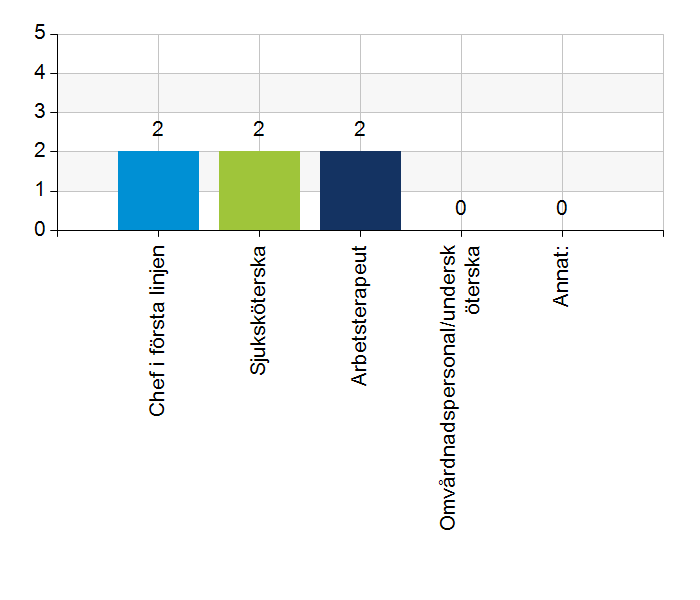 5
4
3
2
1
0
2
2
2
0
0
Chef i första linjen
Sjuksköterska
Arbetsterapeut
Omvårdnadspersonal/undersk
öterska
Annat: